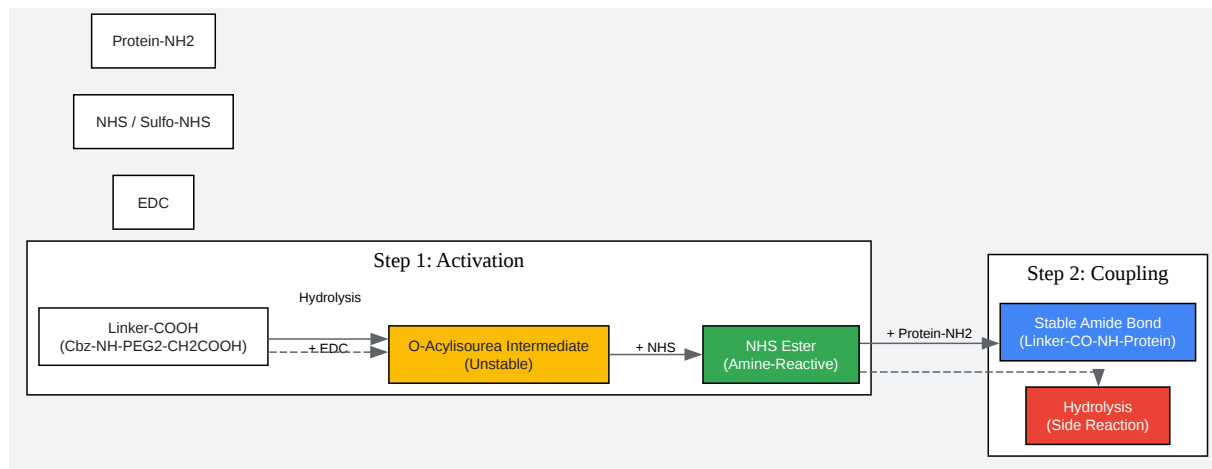 Protein-NH2
NHS / Sulfo-NHS
EDC
Step 1: Activation
Hydrolysis
Linker-COOH
(Cbz-NH-PEG2-CH2COOH)
+ EDC
O-Acylisourea Intermediate
(Unstable)
+ NHS
NHS Ester
(Amine-Reactive)
+ Protein-NH2
Step 2: Coupling
Stable Amide Bond
(Linker-CO-NH-Protein)
Hydrolysis
(Side Reaction)